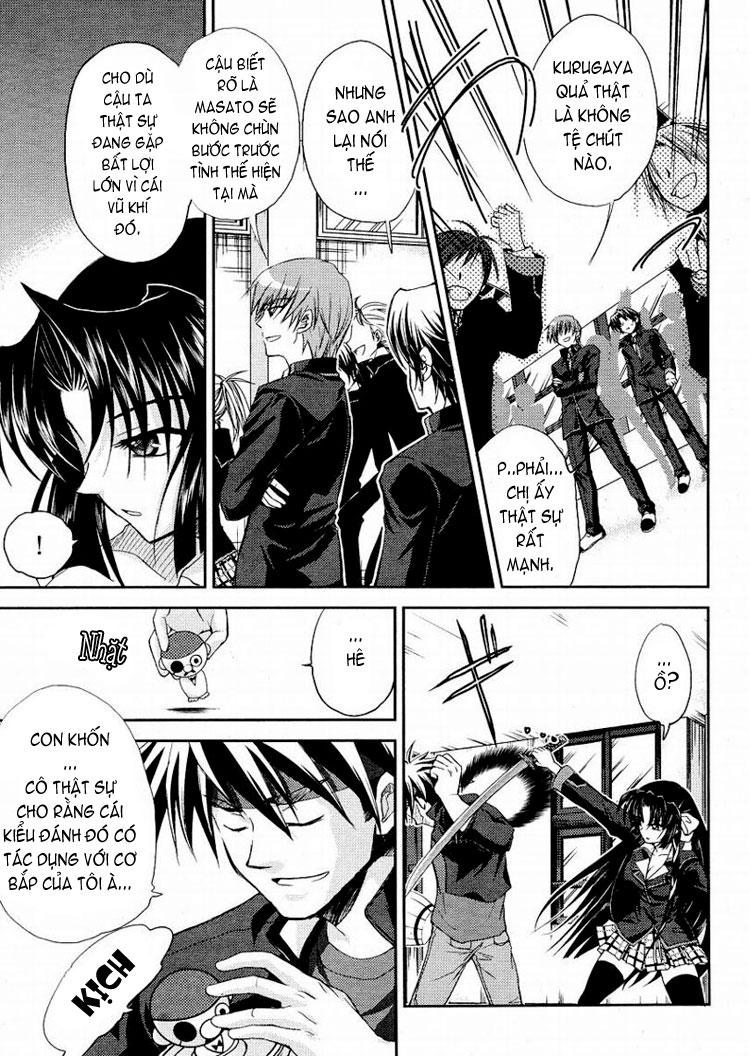 KURUGAYA
QUẢ THẬT
LÀ KHÔNG
TỆ CHÚT
NÀO.
P..PHẢI...
CHỊ ẤY
THẬT SỰ
RẤT
MẠNH.
NHƯNG
SAO ANH
LẠI NÓI
THẾ
...
CẬU BIẾT
RÕ LÀ
MASATO SẼ
KHÔNG CHÙN
BƯỚC TRƯỚC
TÌNH THẾ HIỆN
TẠI MÀ
CHO DÙ
CẬU TA
THẬT SỰ
ĐANG GẶP
BẤT LỢI
LỚN VÌ CÁI
VŨ KHÍ
ĐÓ.
!
...
Ồ?
...
HÊ
Nhặt
CON KHỐN
...
CÔ THẬT SỰ
CHO RẰNG CÁI
KIỂU ĐÁNH ĐÓ CÓ
TÁC DỤNG VỚI CƠ
BẮP CỦA TÔI À...
KỊCH